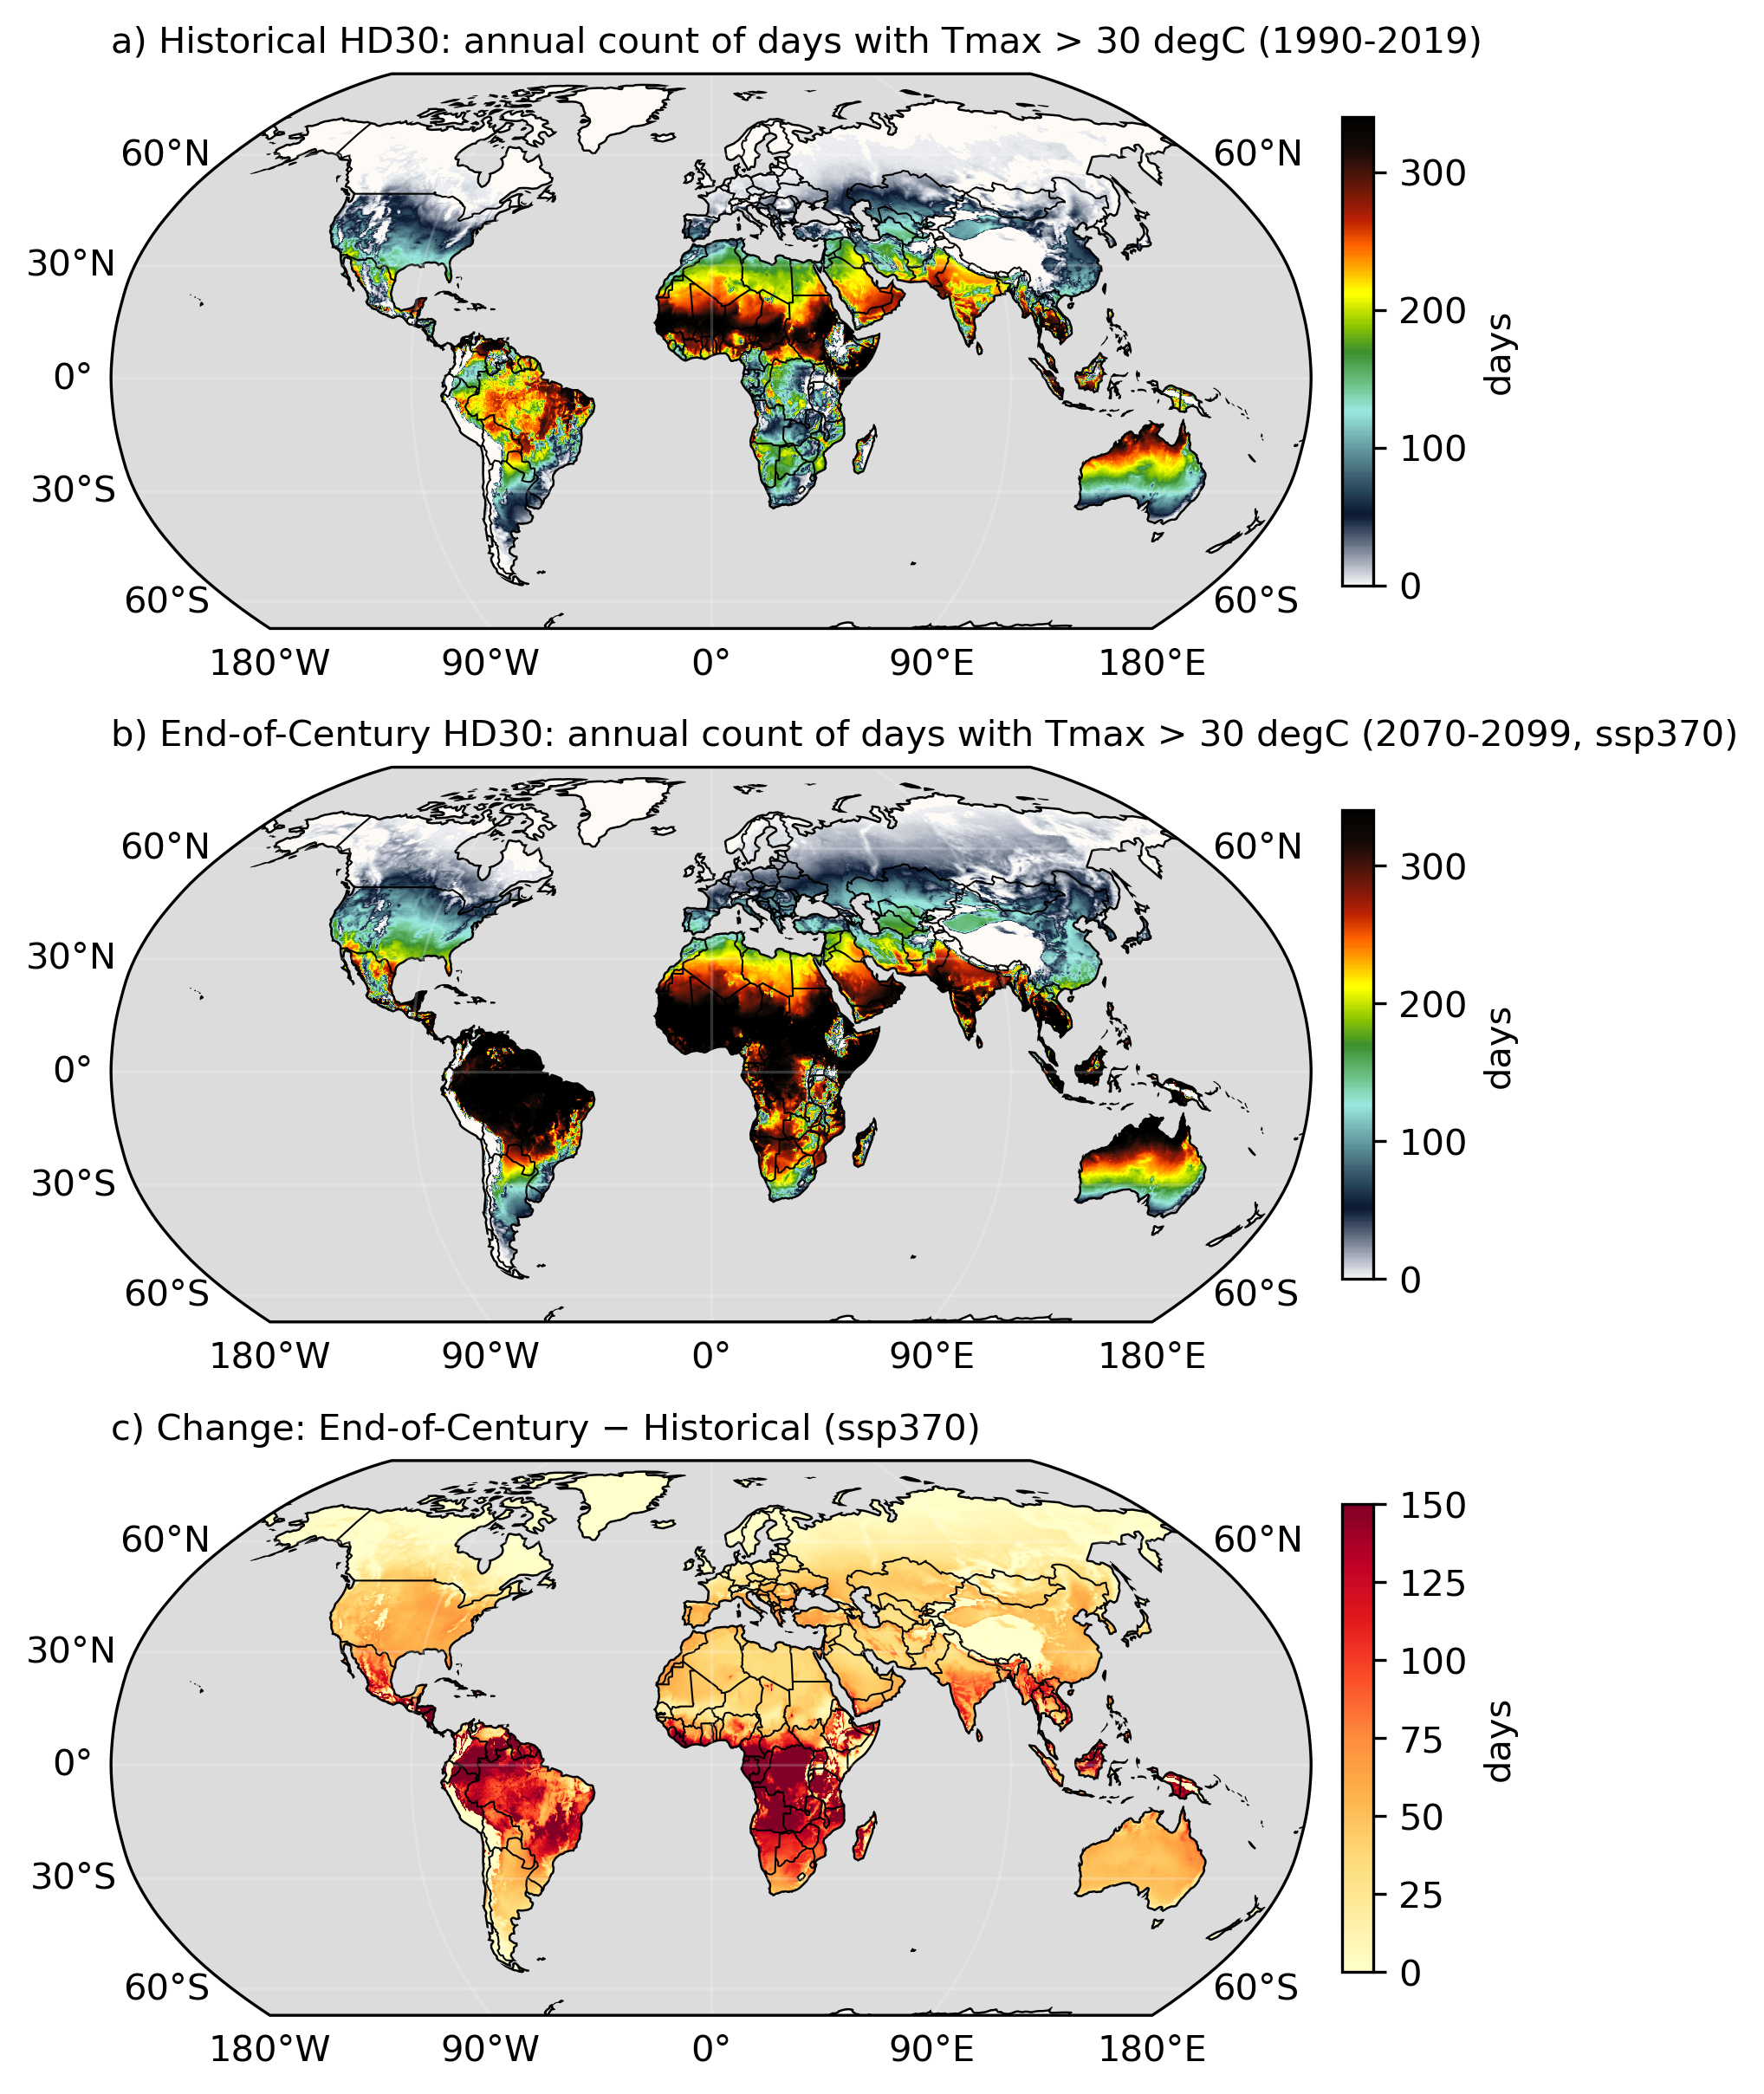 a) Historical HD30: annual count of days with Tmax > 30 degC (1990-2019)
60°N
60°N
30°N
0°
30°S
60°S
60°S
180°W
90°W
0°
90°E
180°E
300
200
100
0
days
b) End-of-Century HD30: annual count of days with Tmax > 30 degC (2070-2099, ssp370)
60°N
60°N
30°N
0°
30°S
60°S
60°S
180°W
90°W
0°
90°E
180°E
300
200
100
0
days
c) Change: End-of-Century − Historical (ssp370)
60°N
60°N
30°N
0°
30°S
60°S
60°S
180°W
90°W
0°
90°E
180°E
150
125
100
75
50
25
0
days